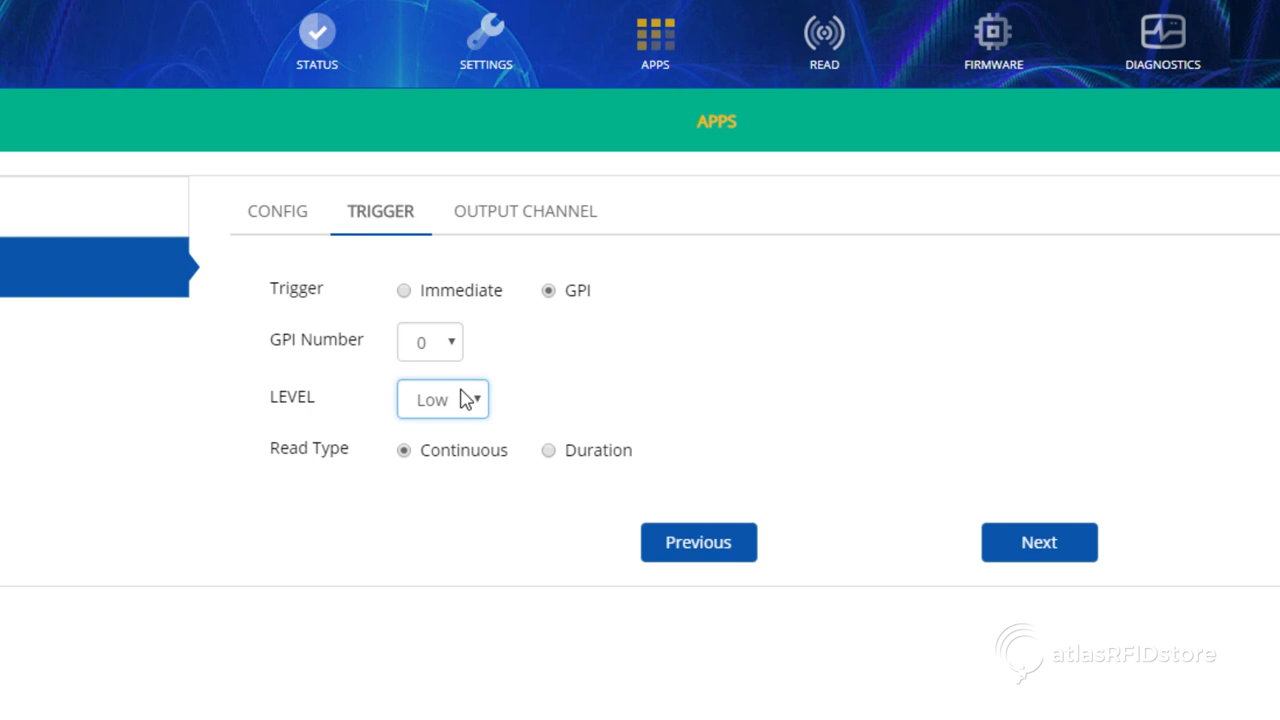 STATUS SETTINGS APPS READ FIRMWARE DIAGNOSTICS
APPS
CONFIG TRIGGER OUTPUT CHANNEL
Trigger Immediate GPI
GPI Number 0
LEVEL Low
Read Type Continuous Duration
Previous Next
atlasRFIDstore